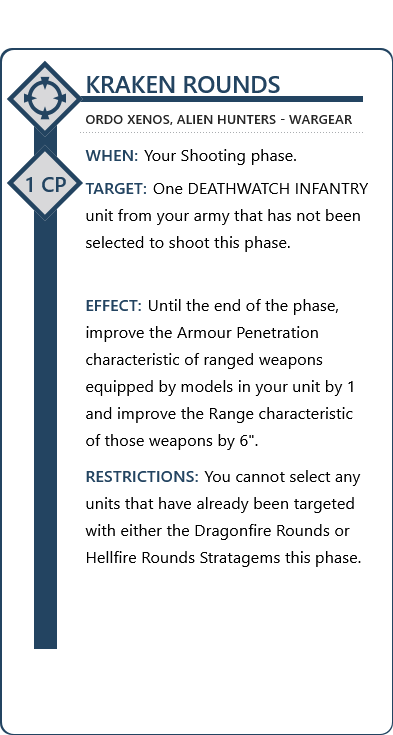 KRAKEN ROUNDS
ORDO XENOS, ALIEN HUNTERS - WARGEAR
1 CP
WHEN: Your Shooting phase.
TARGET: One DEATHWATCH INFANTRY
unit from your army that has not been
selected to shoot this phase.
EFFECT: Until the end of the phase,
improve the Armour Penetration
characteristic of ranged weapons
equipped by models in your unit by 1
and improve the Range characteristic
of those weapons by 6".
RESTRICTIONS: You cannot select any
units that have already been targeted
with either the Dragonfire Rounds or
Hellfire Rounds Stratagems this phase.